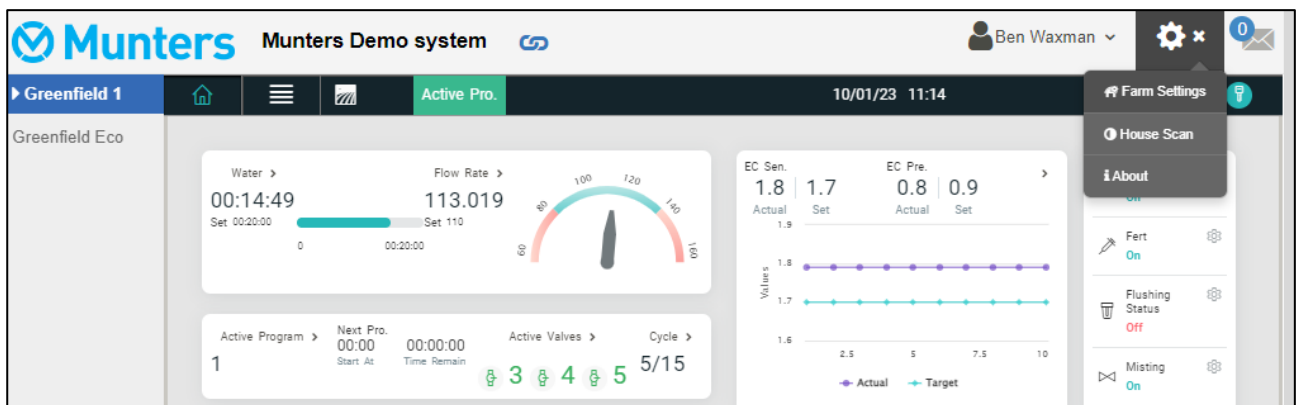 Munters
Munters Demo system
Ben Waxman
0
Greenfield 1
Greenfield Eco
Active Pro.
10/01/23 11:14
Farm Settings
House Scan
About
Water >
00:14:49
Set 00:20:00
0 00:20:00
Flow Rate >
113.019
Set 110
60 80 100 120 140 160
Active Program >
1
Next Pro.
00:00 00:00:00
Start At Time Remain
Active Valves >
3 4 5
Cycle >
5/15
EC Sen. EC Pre. >
1.8 1.7 0.8 0.9
Actual Set Actual Set
1.9
1.8
1.7
1.6
Values
2.5 5 7.5 10
Actual Target
On
Fert
On
Flushing
Status
Off
Misting
On